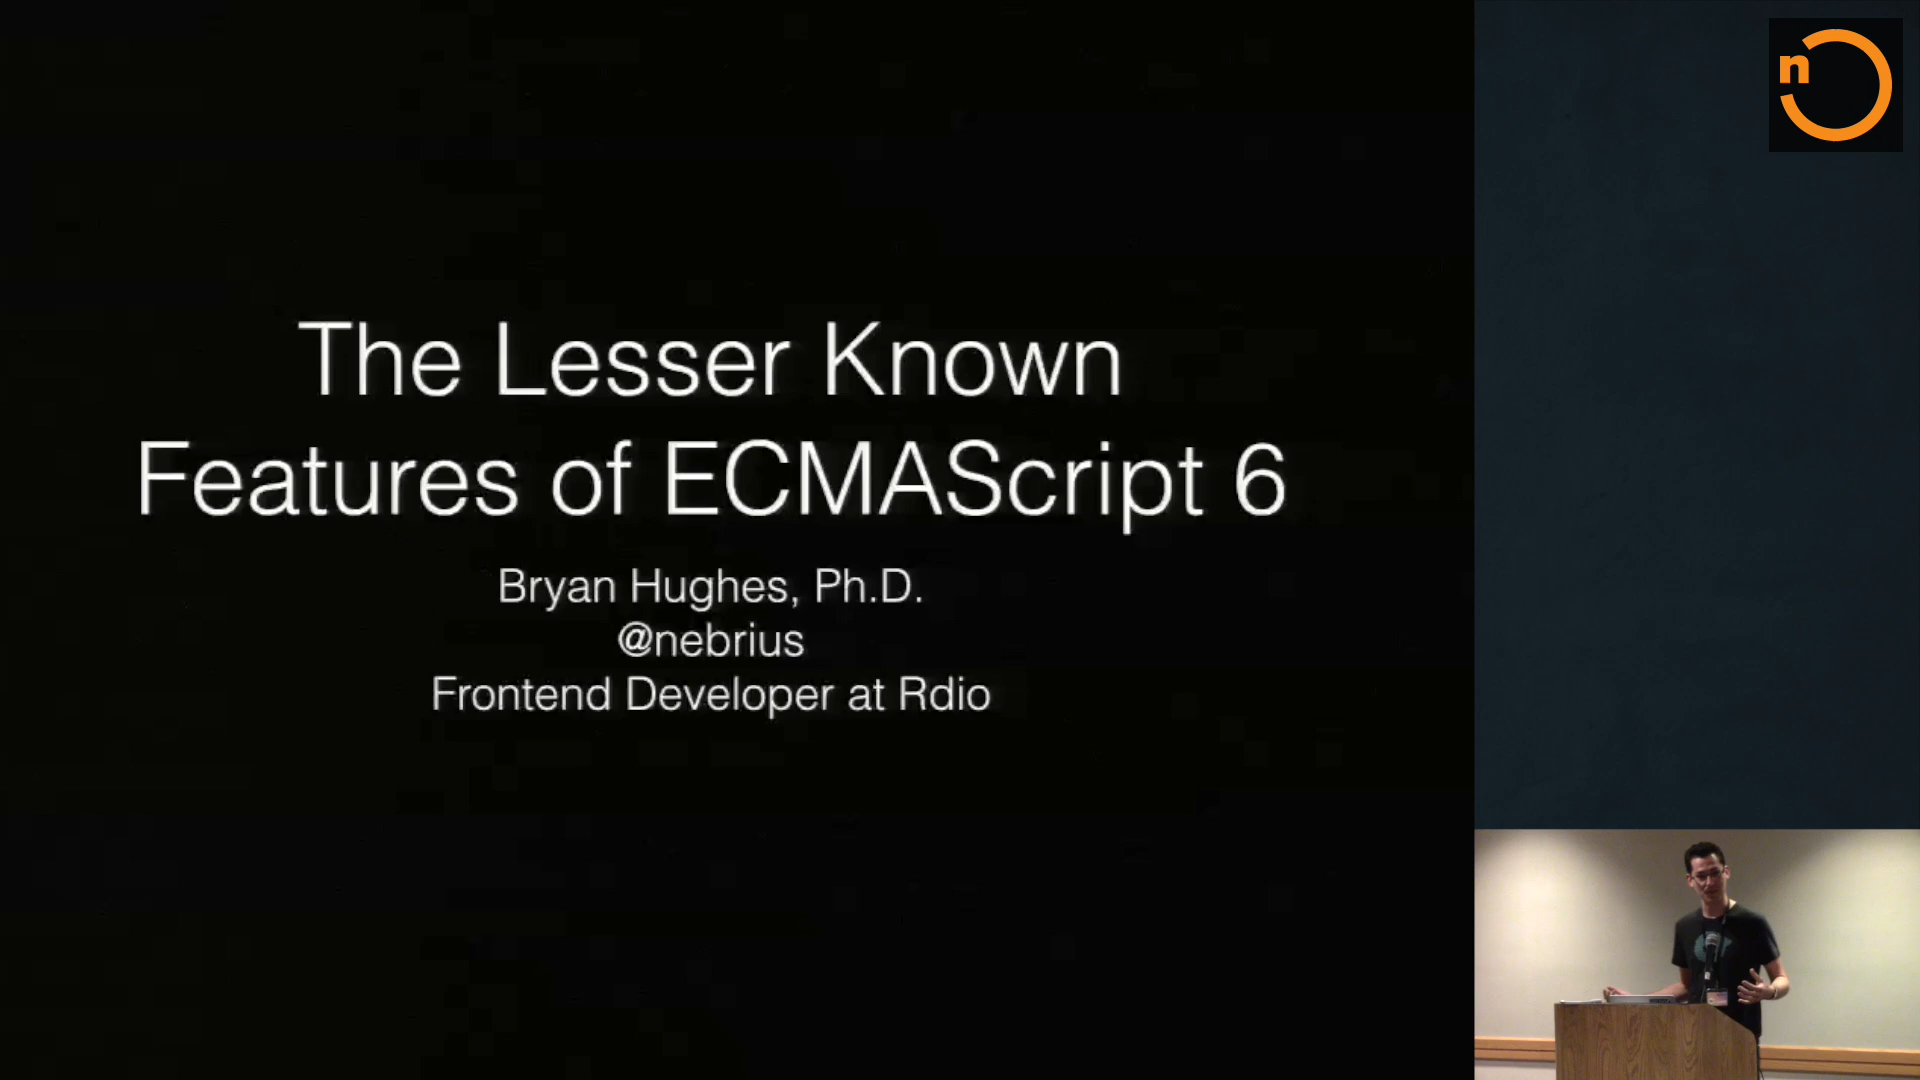 The Lesser Known
Features of ECMAScript 6
Bryan Hughes, Ph.D.
@nebrius
Frontend Developer at Rdio
n